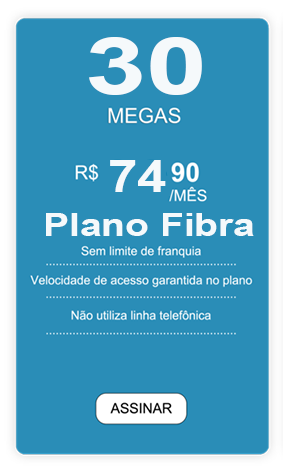 30
MEGAS
R$ 74 90
/MÊS
Plano Fibra
Sem limite de franquia
Velocidade de acesso garantida no plano
Não utiliza linha telefônica
ASSINAR